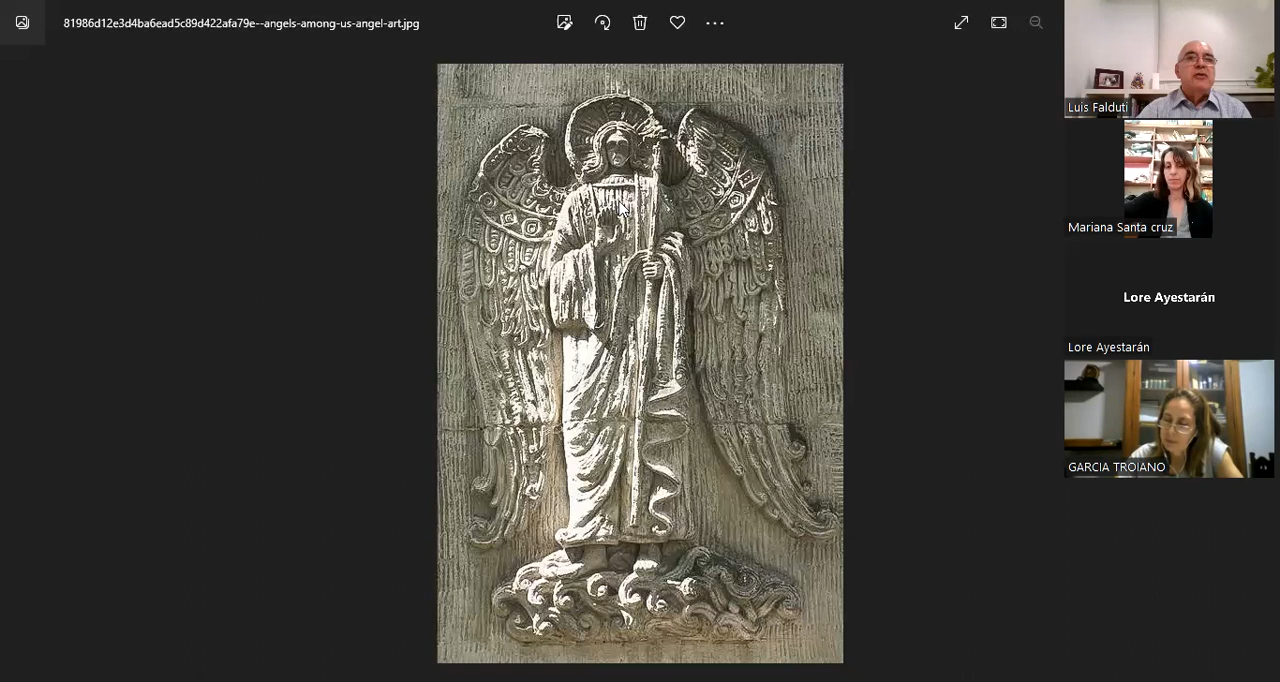 81986d12e3d4ba6ead5c89d422afa79e--angels-among-us-angel-art.jpg
Luis Falduti
Mariana Santa cruz
Lore Ayestarán
Lore Ayestarán
GARCIA TROIANO